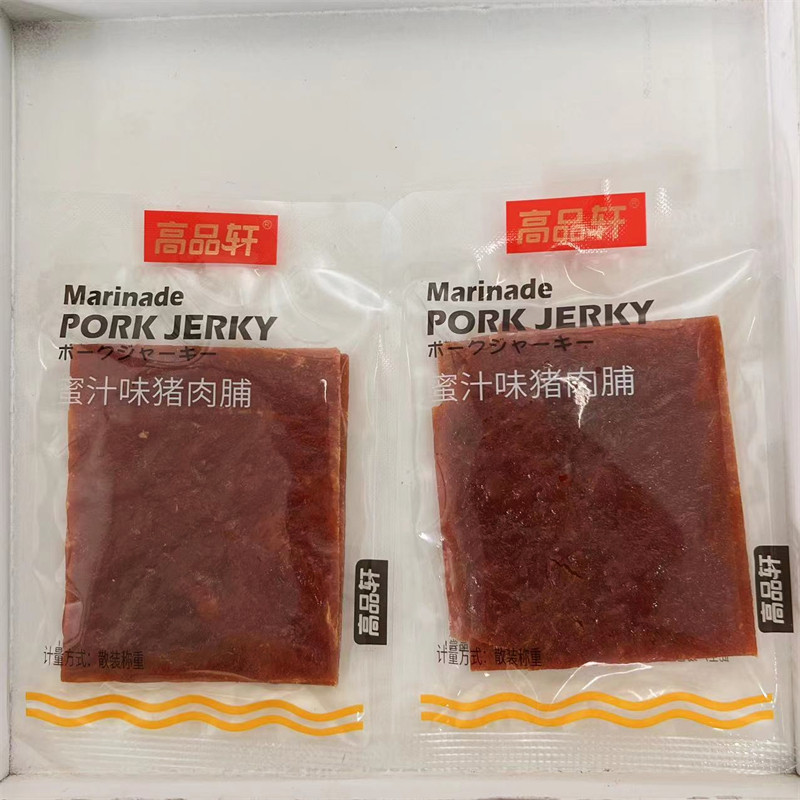 高品轩®
Marinade
PORK JERKY
ポークジャーキー
蜜汁味猪肉脯
高品轩
计量方式：散装称重
高品轩®
Marinade
PORK JERKY
ポークジャーキー
蜜汁味猪肉脯
高品轩
计量方式：散装称重